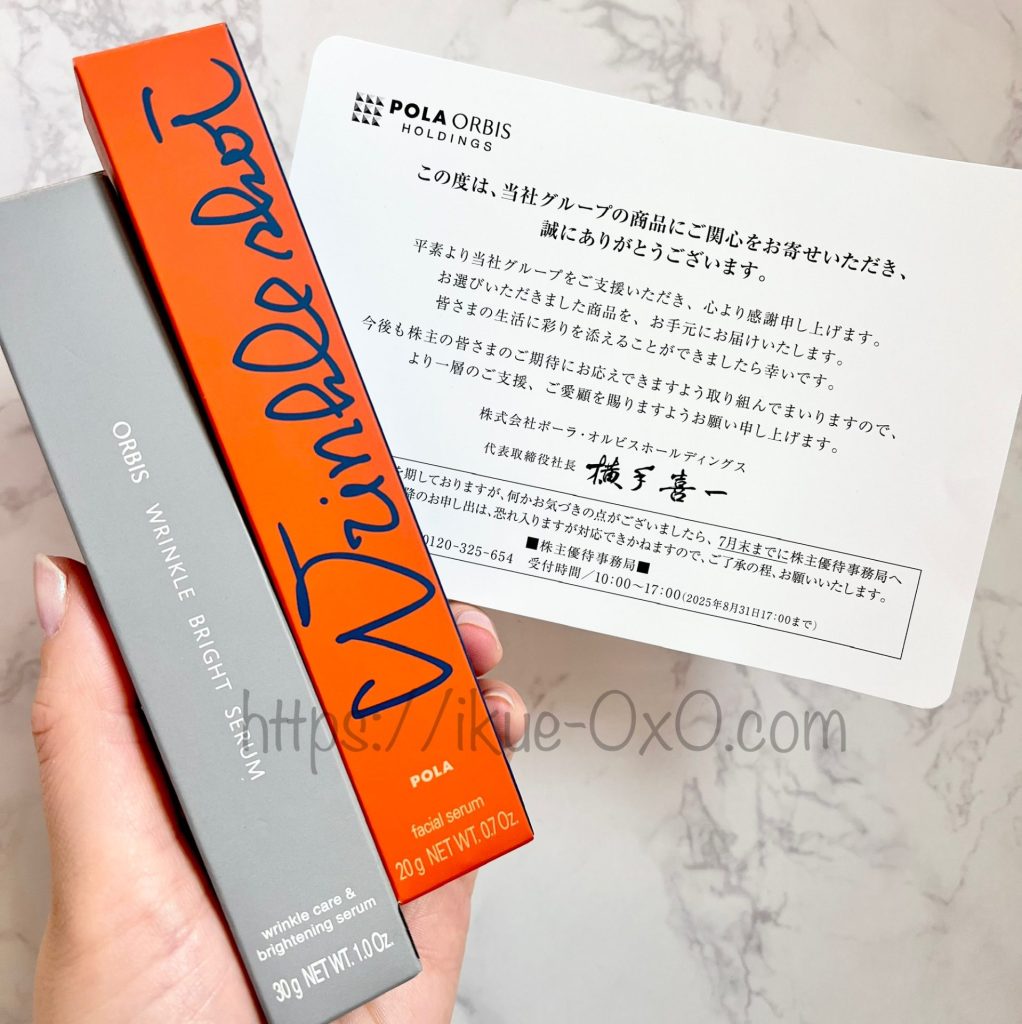 POLA ORBIS
HOLDINGS
この度は、当社グループの商品にご関心をお寄せいただき、
誠にありがとうございます。
平素より当社グループをご支援いただき、心より感謝申し上げます。
お選びいただきました商品を、お手元にお届けいたします。
皆さまの生活に彩りを添えることができましたら幸いです。
今後も株主の皆さまのご期待にお応えできますよう取り組んでまいりますので、
より一層のご支援、ご愛顧を賜りますようお願い申し上げます。
株式会社ポーラ・オルビスホールディングス
代表取締役社長 横手喜一
を期しておりますが、何かお気づきの点がございましたら、7月末までに株主優待事務局へ
降のお申し出は、恐れ入りますが対応できかねますので、ご了承の程、お願いいたします。
■株主優待事務局■
0120-325-654 受付時間/10:00～17:00(2025年8月31日17:00まで)
Wrinkle shot
POLA
facial serum
20g NET WT. 0.7 Oz.
ORBIS WRINKLE BRIGHT SERUM
wrinkle care &
brightening serum
30g NET WT. 1.0 Oz.
https://ikue-0x0.com